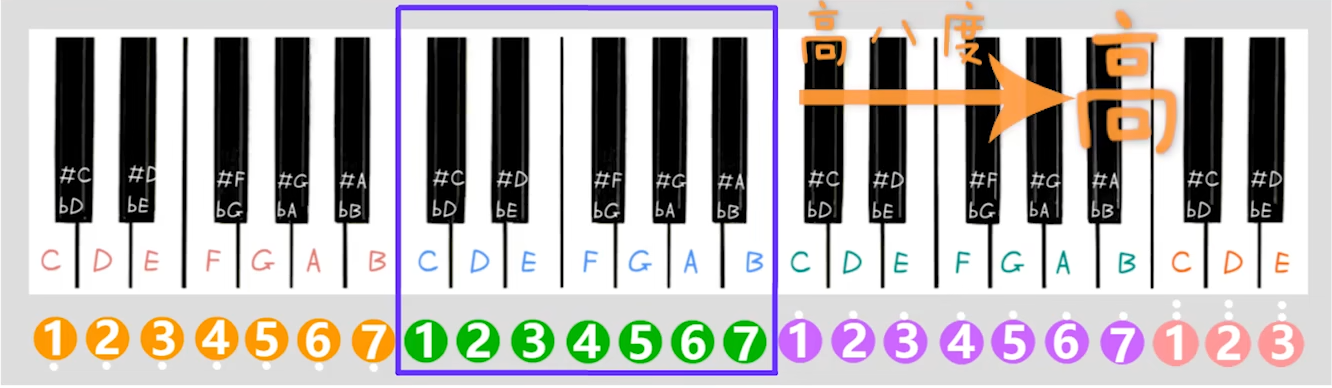 高八度
高
#C #D #F #G #A #C #D #F #G #A #C #D #F #G #A #C #D
bD bE bG bA bB bD bE bG bA bB bD bE bG bA bB bD bE
C D E F G A B C D E F G A B C D E F G A B C D E
1 2 3 4 5 6 7 1 2 3 4 5 6 7 1 2 3 4 5 6 7 1 2 3